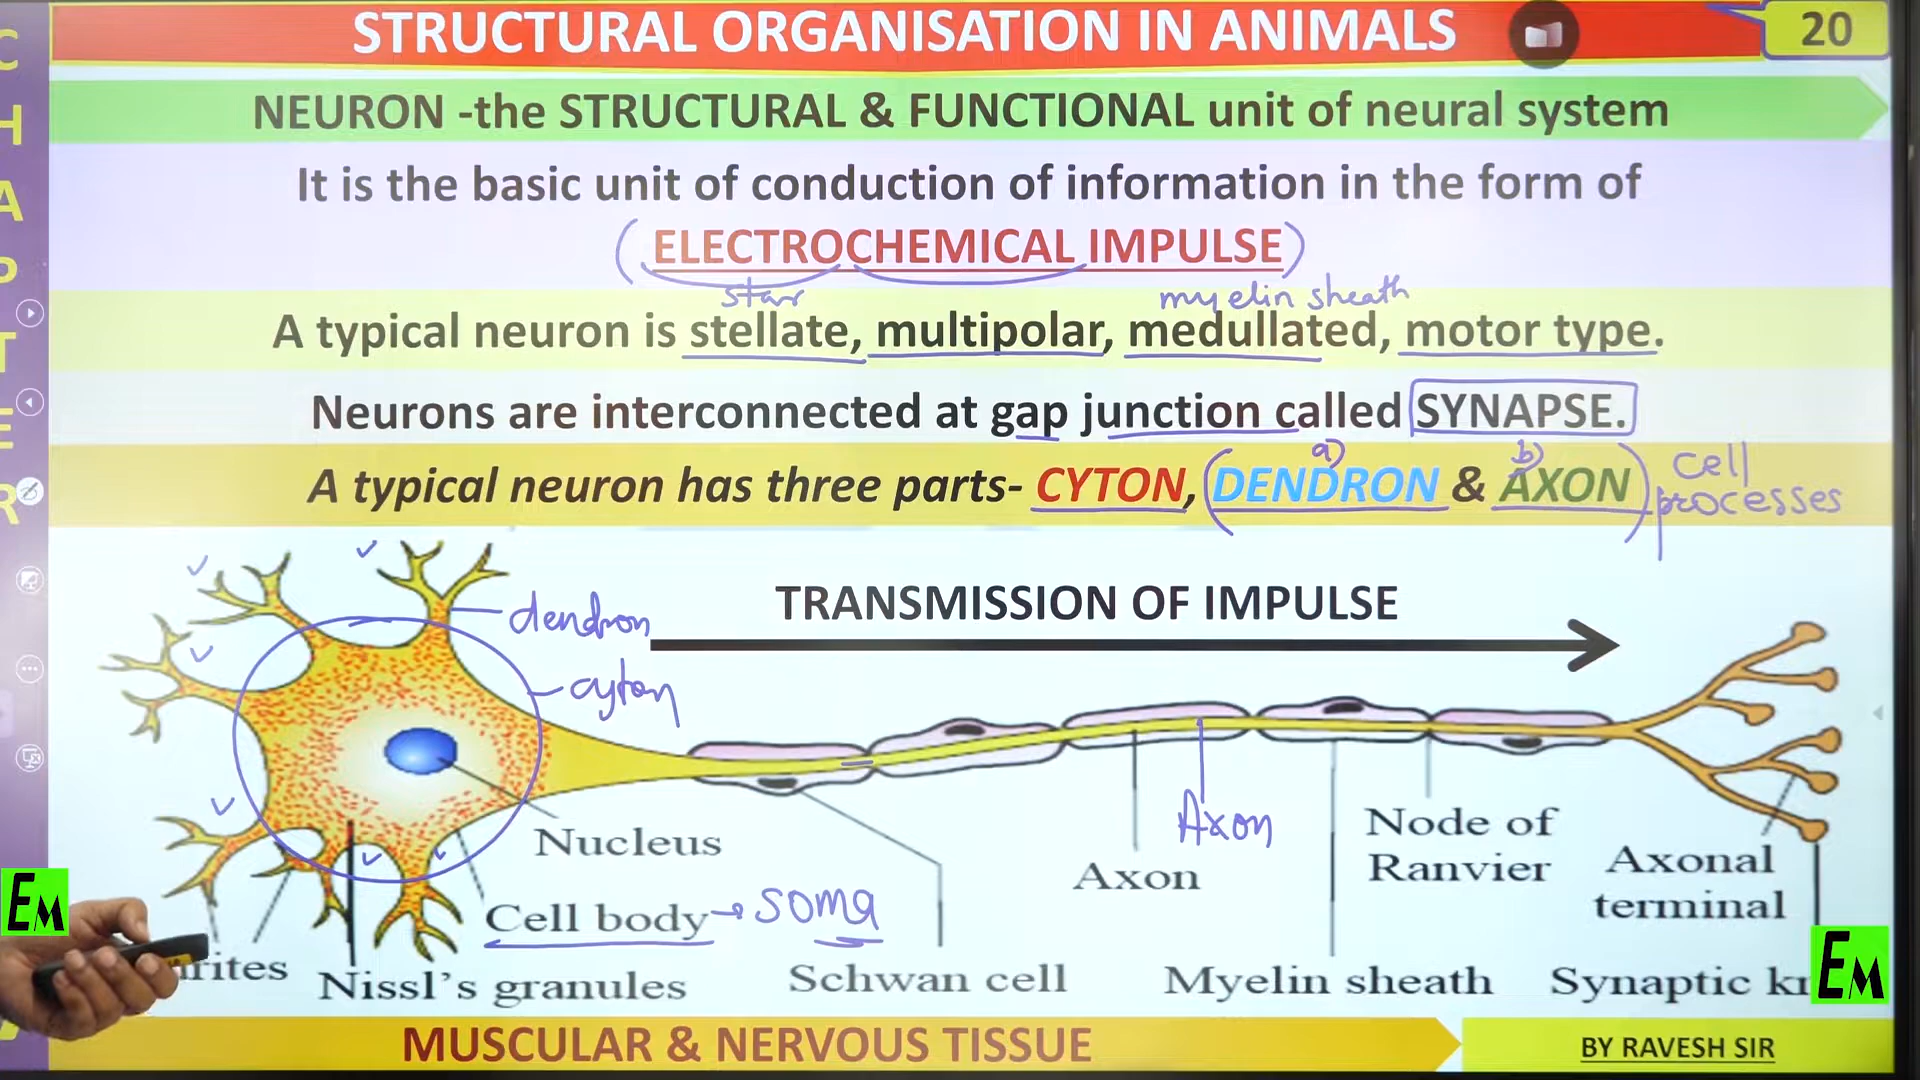 STRUCTURAL ORGANISATION IN ANIMALS
20
CHAPTER
NEURON -the STRUCTURAL & FUNCTIONAL unit of neural system
It is the basic unit of conduction of information in the form of
(ELECTROCHEMICAL IMPULSE)
star
myelin sheath
A typical neuron is stellate, multipolar, medullated, motor type.
Neurons are interconnected at gap junction called SYNAPSE.
a)
b)
A typical neuron has three parts- CYTON, (DENDRON & AXON)
cell
processes
TRANSMISSION OF IMPULSE
dendron
cyton
Nucleus
Axon
Node of
Ranvier
Axon
Axonal
terminal
Cell body → soma
Nissl's granules
Schwan cell
Myelin sheath
Synaptic
Em
Em
MUSCULAR & NERVOUS TISSUE
BY RAVESH SIR